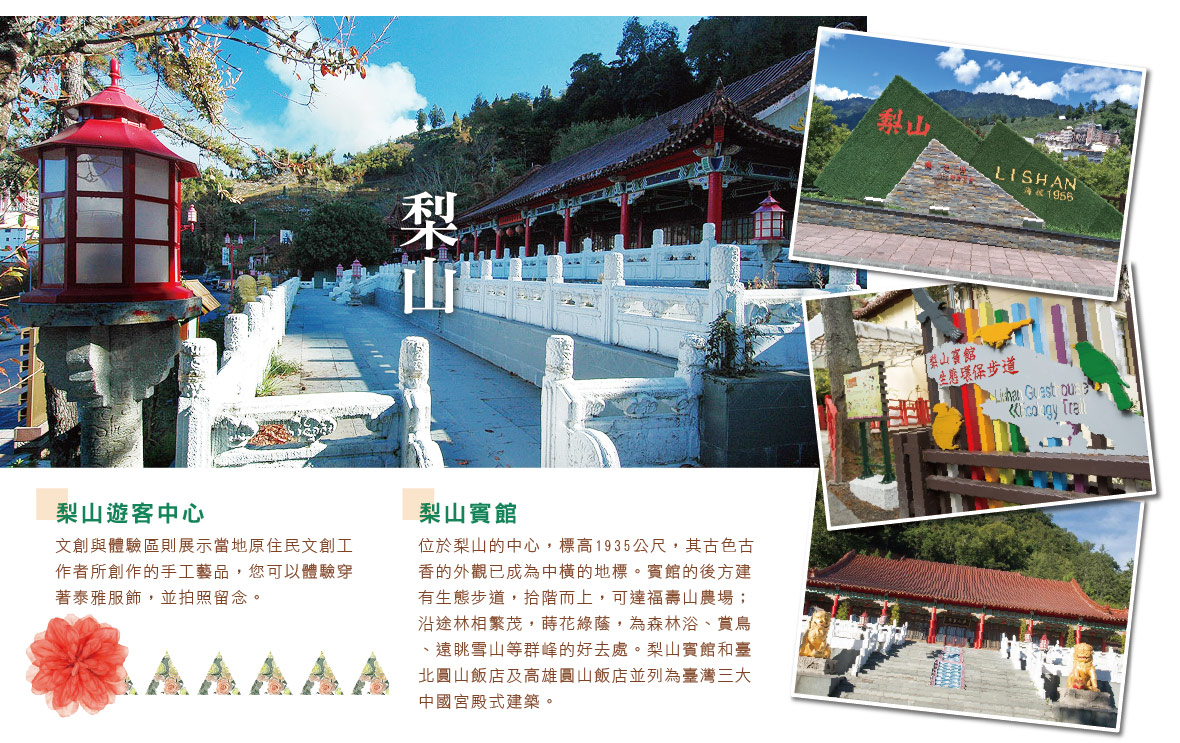 梨
山
梨山
LISHAN
海拔1956
梨山賓館
生態環保步道
Lishan Guest House
Ecology Trail
梨山遊客中心
文創與體驗區則展示當地原住民文創工
作者所創作的手工藝品，您可以體驗穿
著泰雅服飾，並拍照留念。
梨山賓館
位於梨山的中心，標高1935公尺，其古色古
香的外觀已成為中橫的地標。賓館的後方建
有生態步道，拾階而上，可達福壽山農場；
沿途林相繁茂，蒔花綠蔭，為森林浴、賞鳥
、遠眺雪山等群峰的好去處。梨山賓館和臺
北圓山飯店及高雄圓山飯店並列為臺灣三大
中國宮殿式建築。